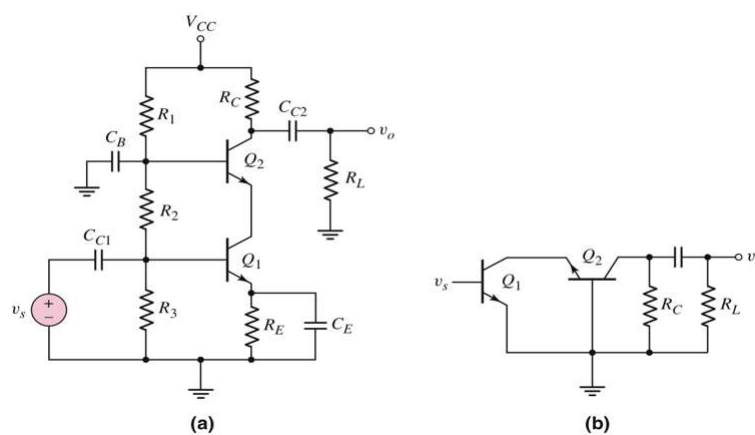 V_CC
R_1
R_C
C_C2
v_o
C_B
Q_2
R_L
R_2
C_C1
Q_1
v_s
+
−
R_3
R_E
C_E
(a)
v_s
Q_1
Q_2
R_C
R_L
v
(b)